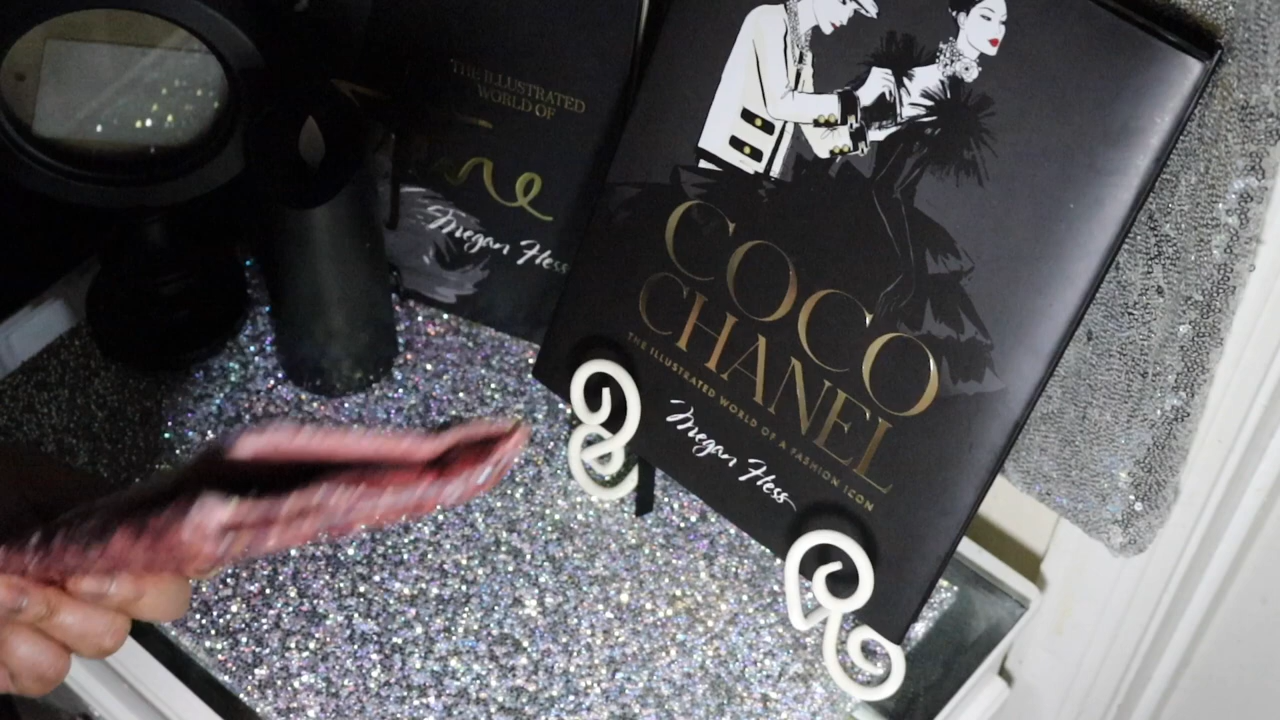 THE ILLUSTRATED
WORLD OF
Megan Hess
COCO
CHANEL
THE ILLUSTRATED WORLD OF A FASHION ICON
Megan Hess